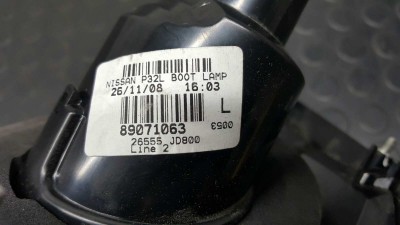 NISSAN P32L BOOT LAMP
26/11/08 16:03
L
0053
89071063
26555 JD800
Line 2